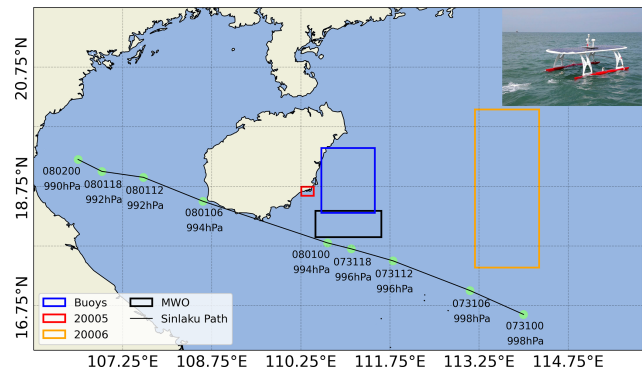 20.75°N
18.75°N
16.75°N
080200
990hPa
080118
992hPa
080112
992hPa
080106
994hPa
080100
994hPa
073118
996hPa
073112
996hPa
073106
998hPa
073100
998hPa
Buoys
20005
20006
MWO
Sinlaku Path
107.25°E
108.75°E
110.25°E
111.75°E
113.25°E
114.75°E